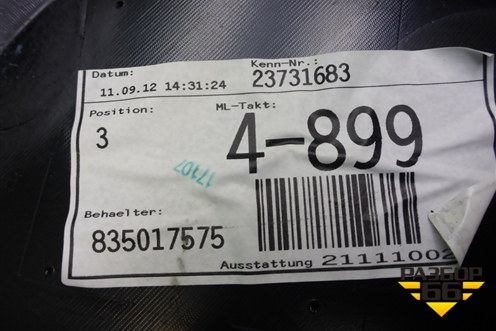 Datum:
11.09.12 14:31:24
Kenn-Nr.:
23731683
Position:
3
ML-Takt:
4-899
17107
Behaelter:
835017575
Ausstattung 21111002
РАЗБОР
66